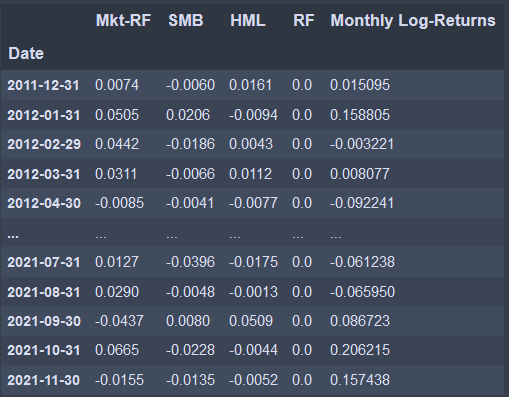 Mkt-RF SMB HML RF Monthly Log-Returns
Date
2011-12-31 0.0074 -0.0060 0.0161 0.0 0.015095
2012-01-31 0.0505 0.0206 -0.0094 0.0 0.158805
2012-02-29 0.0442 -0.0186 0.0043 0.0 -0.003221
2012-03-31 0.0311 -0.0066 0.0112 0.0 0.008077
2012-04-30 -0.0085 -0.0041 -0.0077 0.0 -0.092241
... ... ... ... ... ...
2021-07-31 0.0127 -0.0396 -0.0175 0.0 -0.061238
2021-08-31 0.0290 -0.0048 -0.0013 0.0 -0.065950
2021-09-30 -0.0437 0.0080 0.0509 0.0 0.086723
2021-10-31 0.0665 -0.0228 -0.0044 0.0 0.206215
2021-11-30 -0.0155 -0.0135 -0.0052 0.0 0.157438